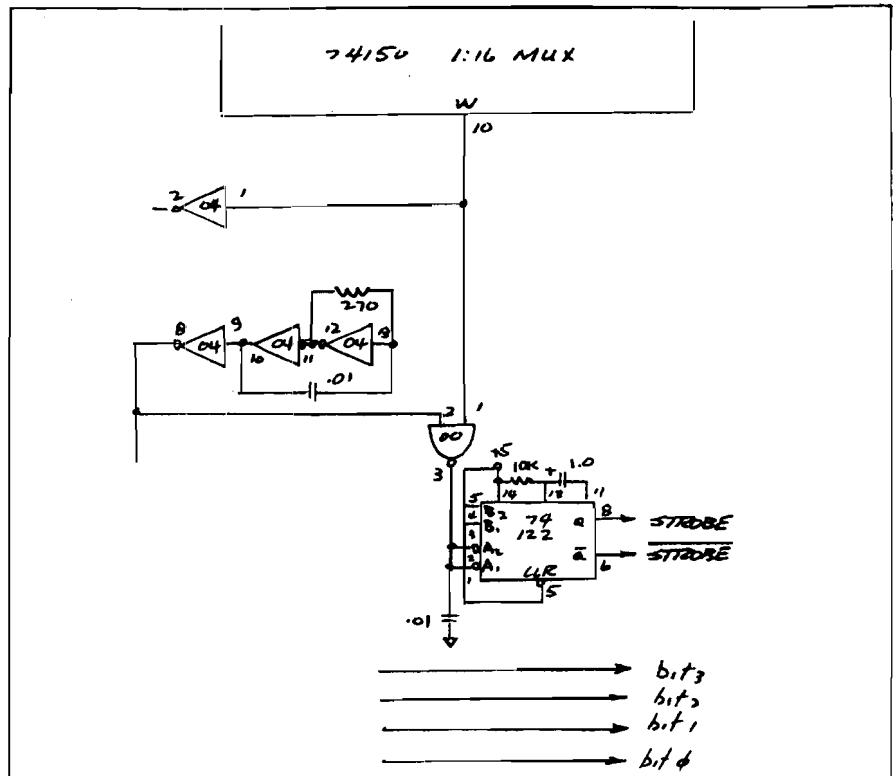 74150 1:16 MUX
W
10
2 04 1
270
8 04 9 10 04 11 12 04
.01
2 1
00
3
+5 10K + 1.0
14 13 11
5 B2 74 Q 8 STROBE
4 B1 122
3 A2 Q 6 STROBE
2 A1 CLR
1 5
.01
bit3
bit2
bit1
bitϕ